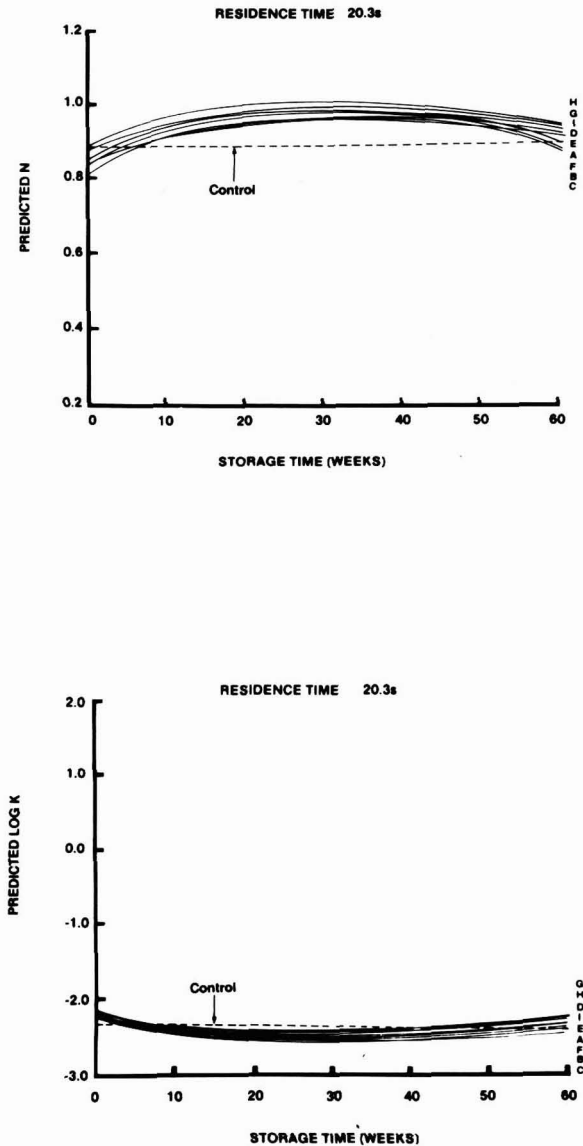 RESIDENCE TIME 20.3s
1.2
1.0
0.8
0.6
0.4
0.2
PREDICTED N
Control
H
G
I
D
E
A
F
B
C
0 10 20 30 40 50 60
STORAGE TIME (WEEKS)
RESIDENCE TIME 20.3s
2.0
1.0
0.0
-1.0
-2.0
-3.0
PREDICTED LOG K
Control
G
H
D
I
E
A
F
B
C
0 10 20 30 40 50 60
STORAGE TIME (WEEKS)